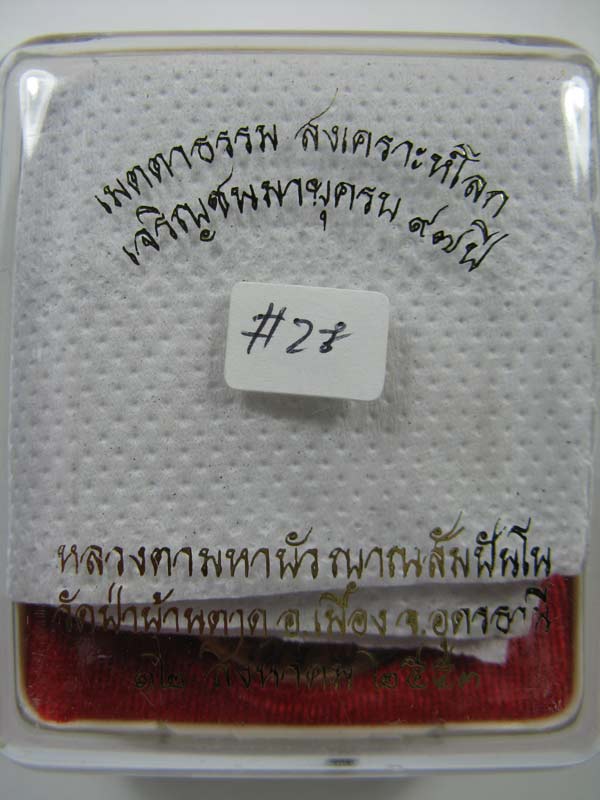 เมตตาธรรม สงเคราะห์โลก
เจริญชนมายุครบ ๙๗ ปี
#28
หลวงตามหาบัว ญาณสัมปันโน
วัดป่าบ้านตาด อ.เมือง จ.อุดรธานี
๑๒ สิงหาคม ๒๕๕๓